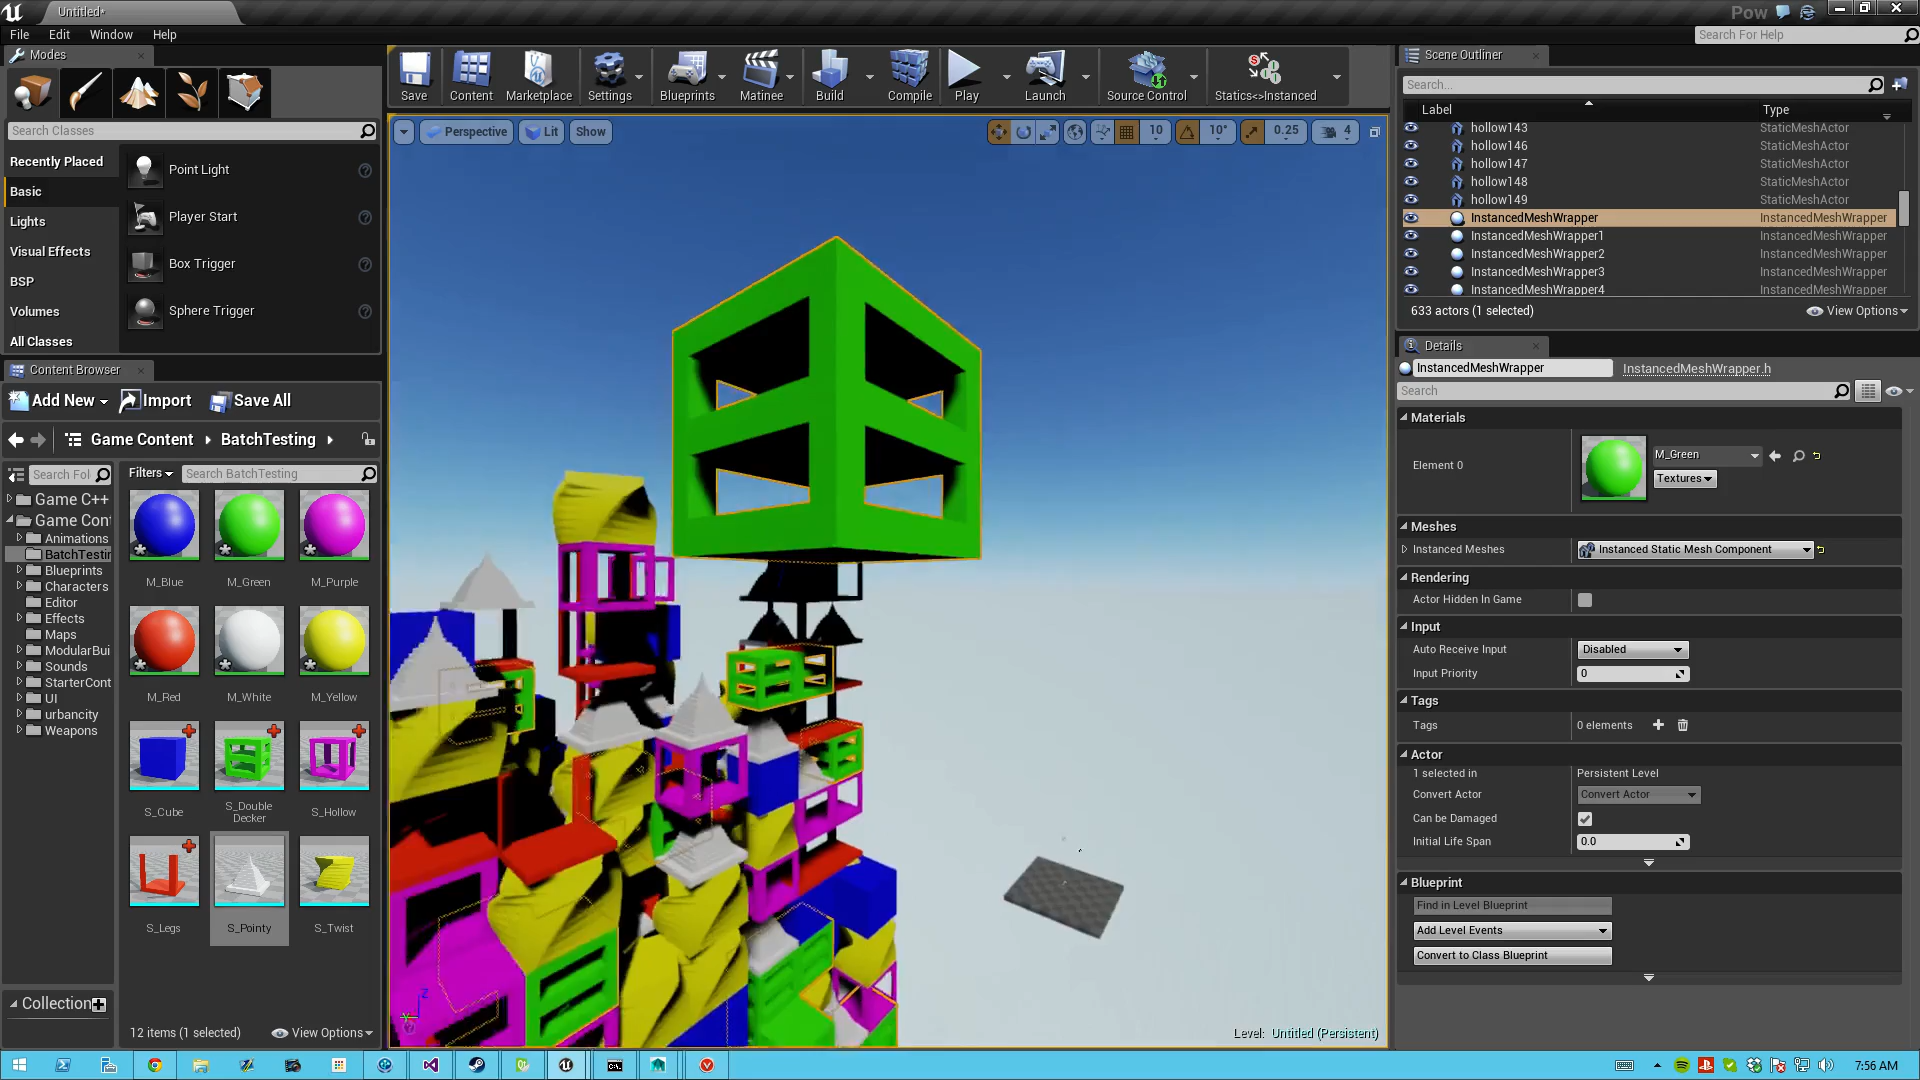 Untitled*
Pow
File
Edit
Window
Help
Search For Help
Modes
Search Classes
Recently Placed
Basic
Lights
Visual Effects
BSP
Volumes
All Classes
Point Light
Player Start
Box Trigger
Sphere Trigger
Save
Content
Marketplace
Settings
Blueprints
Matinee
Build
Compile
Play
Launch
Source Control
Statics<>Instanced
Perspective
Lit
Show
10
10°
0.25
4
Scene Outliner
Search...
Label
Type
hollow143 StaticMeshActor
hollow146 StaticMeshActor
hollow147 StaticMeshActor
hollow148 StaticMeshActor
hollow149 StaticMeshActor
InstancedMeshWrapper InstancedMeshWrapper
InstancedMeshWrapper1 InstancedMeshWrapper
InstancedMeshWrapper2 InstancedMeshWrapper
InstancedMeshWrapper3 InstancedMeshWrapper
InstancedMeshWrapper4 InstancedMeshWrapper
633 actors (1 selected)
View Options
Details
InstancedMeshWrapper
InstancedMeshWrapper.h
Search
Materials
Element 0
M_Green
Textures
Meshes
Instanced Meshes
Instanced Static Mesh Component
Rendering
Actor Hidden In Game
Input
Auto Receive Input
Disabled
Input Priority
0
Tags
Tags
0 elements
Actor
1 selected in
Persistent Level
Convert Actor
Convert Actor
Can be Damaged
Initial Life Span
0.0
Blueprint
Find in Level Blueprint
Add Level Events
Convert to Class Blueprint
Content Browser
Add New
Import
Save All
Game Content
BatchTesting
Search Fol
Filters
Search BatchTesting
Game C++
Game Cont
Animations
BatchTestin
Blueprints
Characters
Editor
Effects
Maps
ModularBui
Sounds
StarterCont
UI
urbancity
Weapons
Collection
M_Blue
M_Green
M_Purple
M_Red
M_White
M_Yellow
S_Cube
S_Double
Decker
S_Hollow
S_Legs
S_Pointy
S_Twist
12 items (1 selected)
View Options
Z
Level: Untitled (Persistent)
7:56 AM